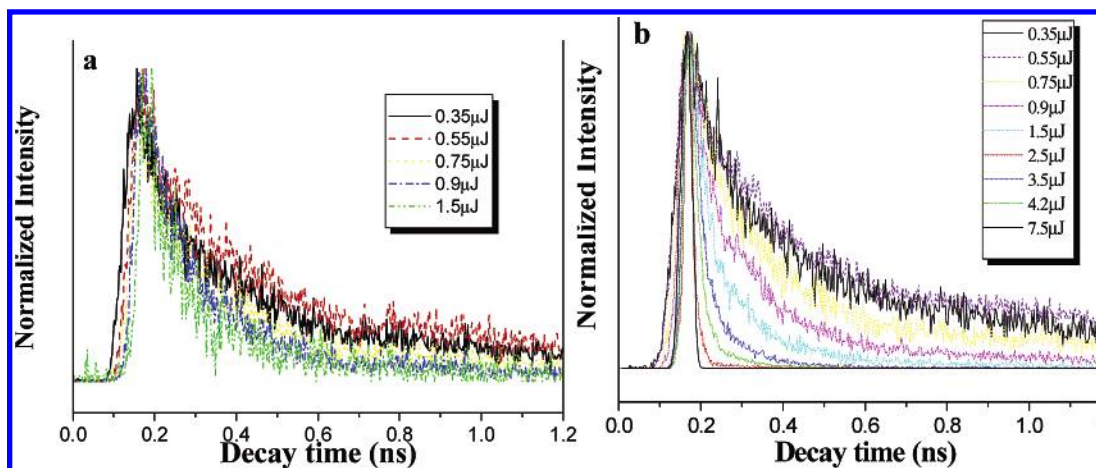 a
0.35μJ
0.55μJ
0.75μJ
0.9μJ
1.5μJ
Normalized Intensity
0.0 0.2 0.4 0.6 0.8 1.0 1.2
Decay time (ns)
b
0.35μJ
0.55μJ
0.75μJ
0.9μJ
1.5μJ
2.5μJ
3.5μJ
4.2μJ
7.5μJ
Normalized Intensity
0.0 0.2 0.4 0.6 0.8 1.0
Decay time (ns)